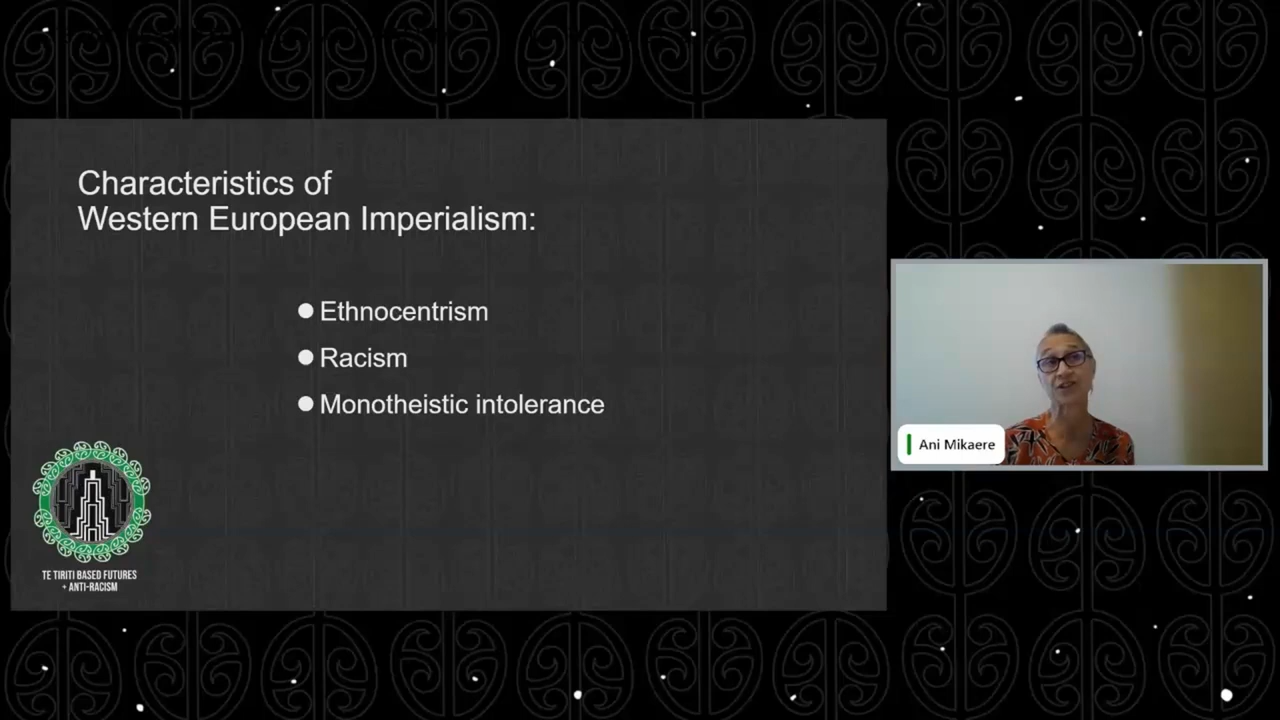 Characteristics of
Western European Imperialism:
● Ethnocentrism
● Racism
● Monotheistic intolerance
Ani Mikaere
TE TIRITI BASED FUTURES
+ ANTI-RACISM